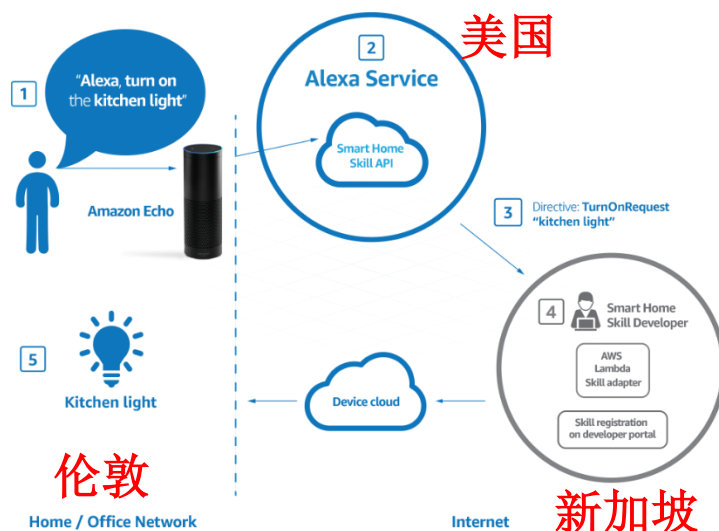 美国
2
Alexa Service
1
“Alexa, turn on
the kitchen light”
Smart Home
Skill API
Amazon Echo
3
Directive: TurnOnRequest
“kitchen light”
4
Smart Home
Skill Developer
AWS
Lambda
Skill adapter
5
Kitchen light
Device cloud
Skill registration
on developer portal
伦敦
新加坡
Home / Office Network
Internet